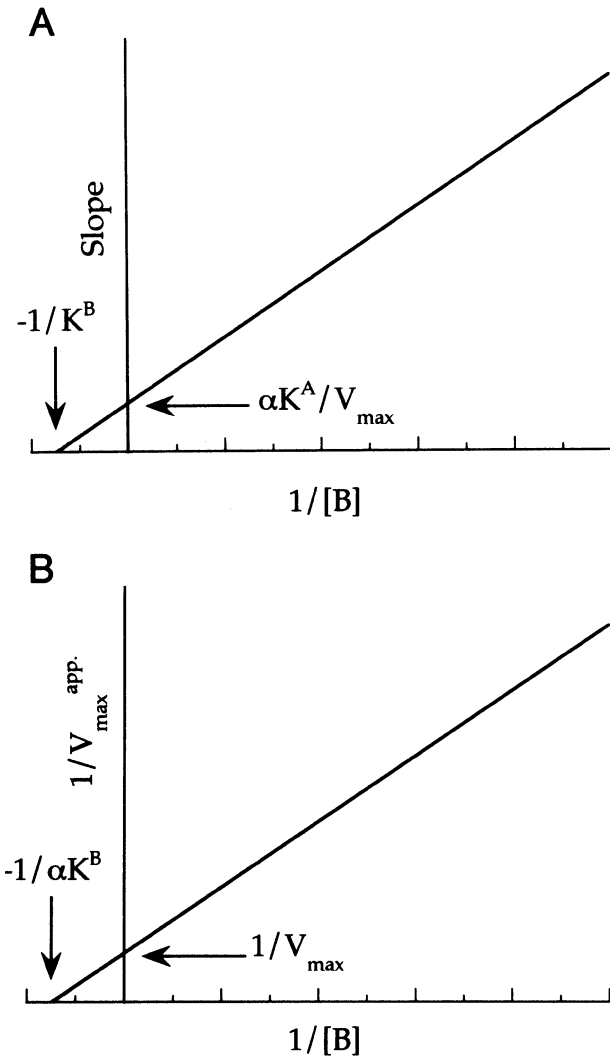 A
Slope
-1/K^B
αK^A/V_max
1/[B]
B
1/V_max^app.
-1/αK^B
1/V_max
1/[B]